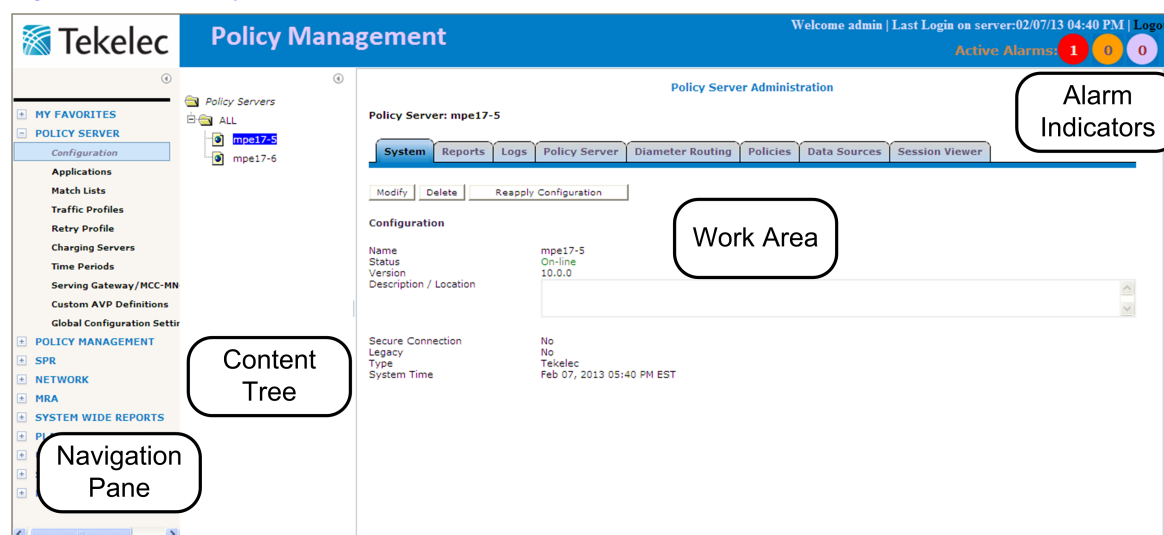 Tekelec
Policy Management
Welcome admin | Last Login on server:02/07/13 04:40 PM | Logo
Active Alarms: 1 0 0
MY FAVORITES
POLICY SERVER
Configuration
Applications
Match Lists
Traffic Profiles
Retry Profile
Charging Servers
Time Periods
Serving Gateway/MCC-MN
Custom AVP Definitions
Global Configuration Settin
POLICY MANAGEMENT
SPR
NETWORK
MRA
SYSTEM WIDE REPORTS
Navigation
Pane
Policy Servers
ALL
mpe17-5
mpe17-6
Content
Tree
Policy Server Administration
Alarm
Indicators
Policy Server: mpe17-5
System Reports Logs Policy Server Diameter Routing Policies Data Sources Session Viewer
Modify Delete Reapply Configuration
Configuration
Work Area
Name mpe17-5
Status On-line
Version 10.0.0
Description / Location
Secure Connection No
Legacy No
Type Tekelec
System Time Feb 07, 2013 05:40 PM EST